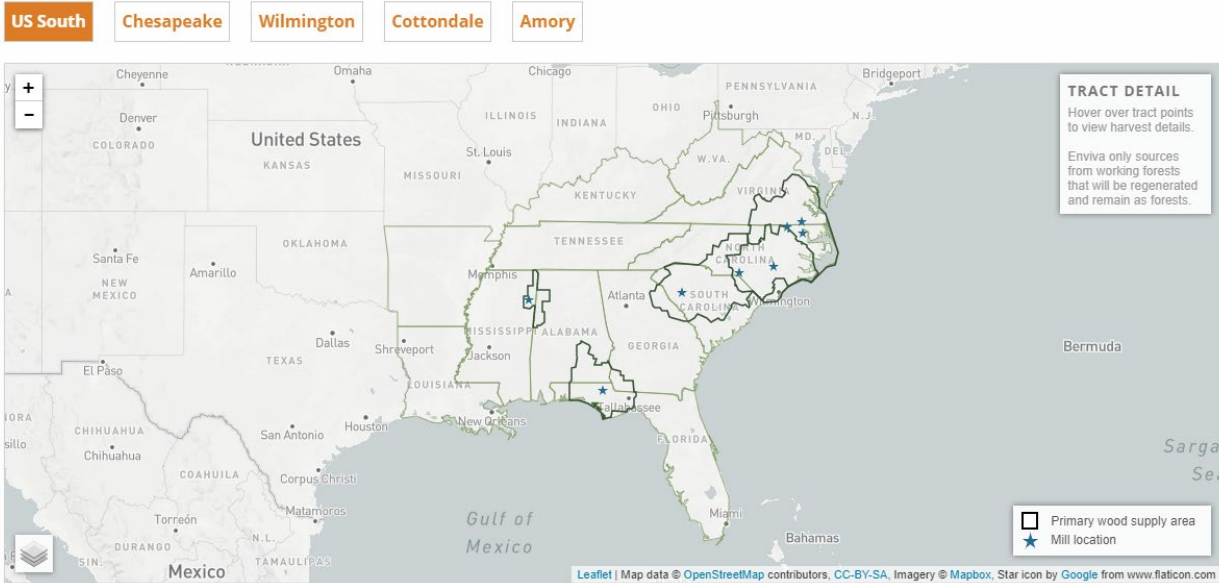 US South
Chesapeake
Wilmington
Cottondale
Amory
+
−
Cheyenne
Omaha
Chicago
Bridgeport
PENNSYLVANIA
Denver
OHIO
Pittsburgh
N.J.
United States
ILLINOIS
INDIANA
MD.
COLORADO
St. Louis
DEL.
KANSAS
W.VA.
MISSOURI
VIRGINIA
KENTUCKY
OKLAHOMA
TENNESSEE
NORTH
CAROLINA
Santa Fe
Memphis
Amarillo
NEW
MEXICO
Atlanta
SOUTH
CAROLINA
Wilmington
MISSISSIPPI
ALABAMA
Dallas
Shreveport
Jackson
GEORGIA
Bermuda
TEXAS
El Paso
LOUISIANA
Tallahassee
New Orleans
Houston
San Antonio
CHIHUAHUA
Chihuahua
FLORIDA
COAHUILA
Corpus Christi
Matamoros
Miami
Torreón
Gulf of
Mexico
Bahamas
N.L.
DURANGO
SIN.
Mexico
TAMAULIPAS
TRACT DETAIL
Hover over tract points
to view harvest details.
Enviva only sources
from working forests
that will be regenerated
and remain as forests.
Primary wood supply area
Mill location
Leaflet | Map data © OpenStreetMap contributors, CC-BY-SA, Imagery © Mapbox, Star icon by Google from www.flaticon.com